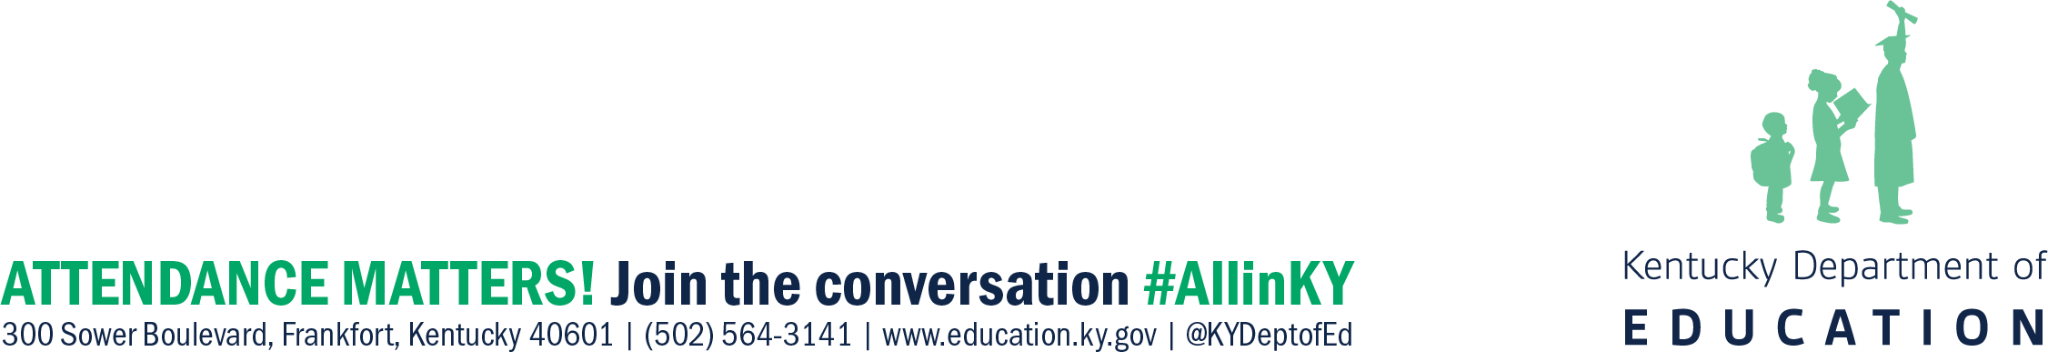 ATTENDANCE MATTERS! Join the conversation #AllinKY
300 Sower Boulevard, Frankfort, Kentucky 40601 | (502) 564-3141 | www.education.ky.gov | @KYDeptofEd
Kentucky Department of
EDUCATION